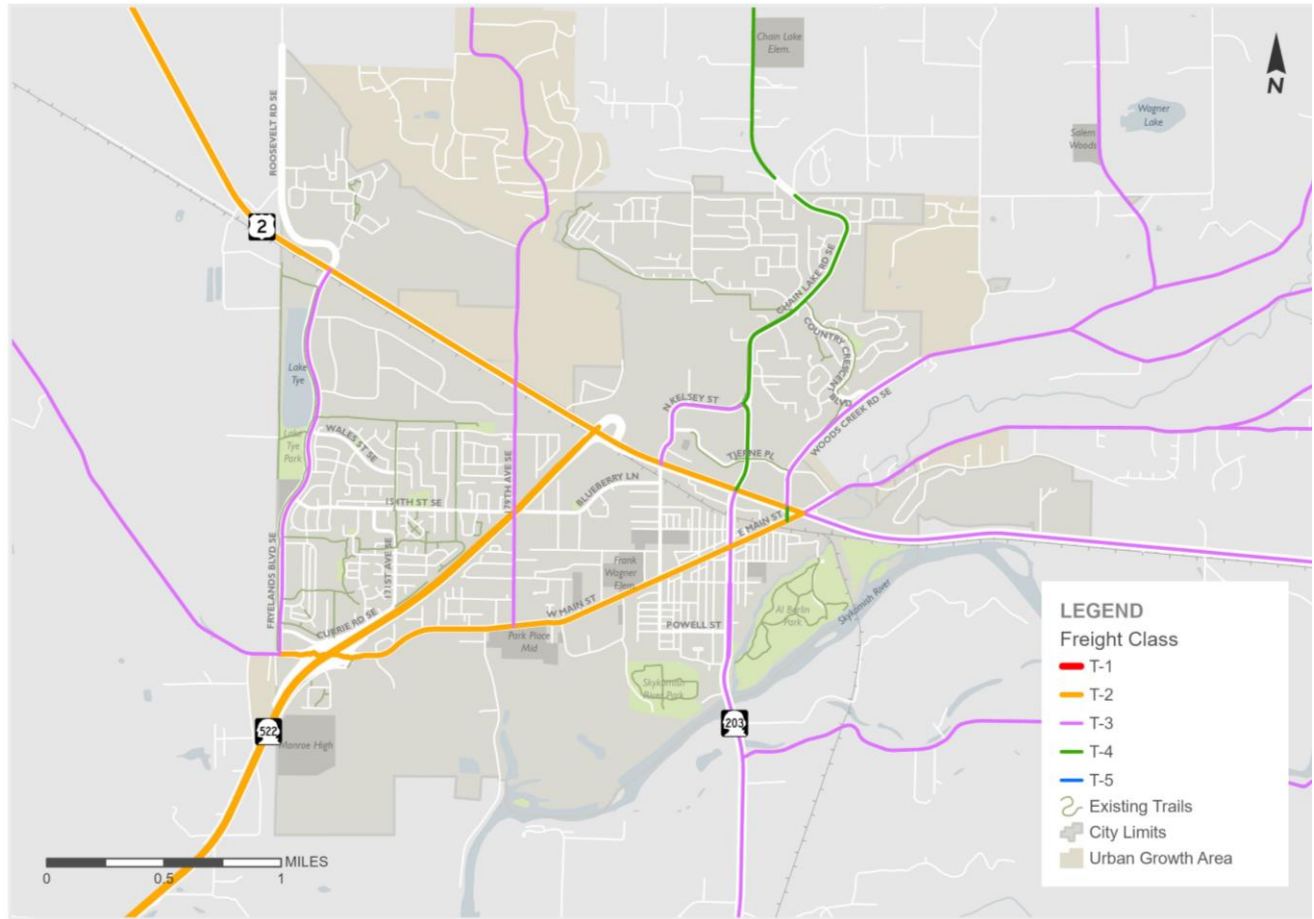 Chain Lake
Elem.
N
Wagner
Lake
Salem
Woods
ROOSEVELT RD SE
2
CHAIN LAKE RD SE
COUNTRY CRESCENT
BLVD
Lake
Tye
N KELSEY ST
WOODS CREEK RD SE
Lake
Tye
Park
WALES ST SE
TJERNE PL
179TH AVE SE
BLUEBERRY LN
154TH ST SE
E MAIN ST
Frank
Wagner
Elem
FRYELANDS BLVD SE
171ST AVE SE
W MAIN ST
Al Borlin
Park
Skykomish River
CURRIE RD SE
POWELL ST
Park Place
Mid
Skykomish
River Park
522
Monroe High
203
LEGEND
Freight Class
T-1
T-2
T-3
T-4
T-5
Existing Trails
City Limits
Urban Growth Area
MILES
0 0.5 1